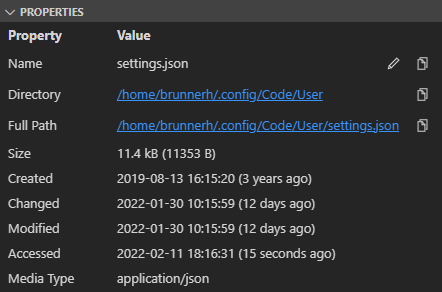 PROPERTIES
Property Value
Name settings.json
Directory /home/brunnerh/.config/Code/User
Full Path /home/brunnerh/.config/Code/User/settings.json
Size 11.4 kB (11353 B)
Created 2019-08-13 16:15:20 (3 years ago)
Changed 2022-01-30 10:15:59 (12 days ago)
Modified 2022-01-30 10:15:59 (12 days ago)
Accessed 2022-02-11 18:16:31 (15 seconds ago)
Media Type application/json